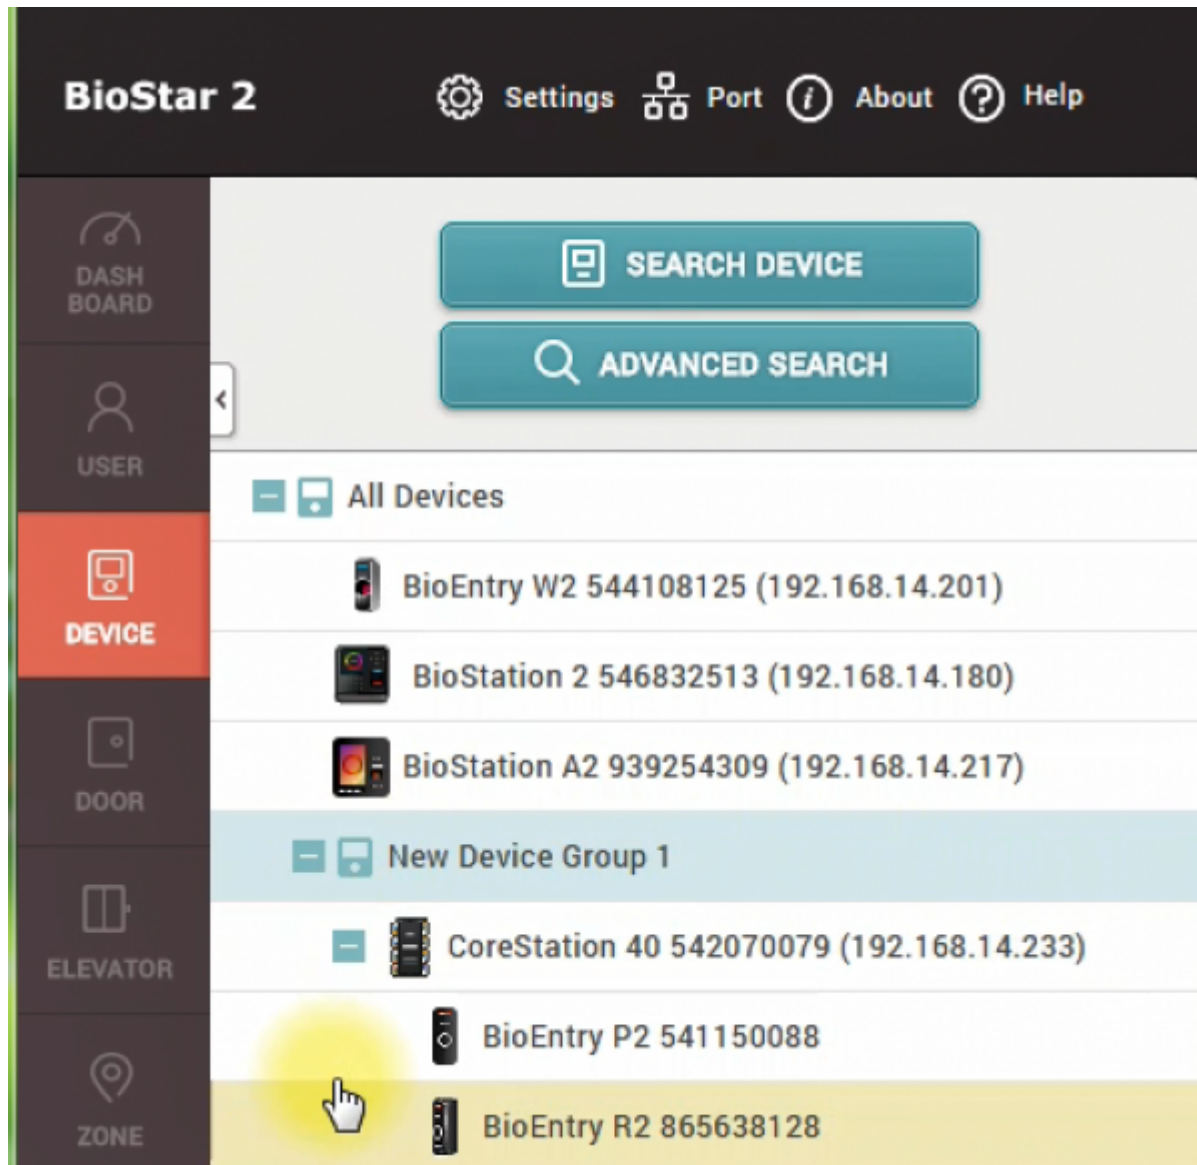 BioStar 2
Settings Port About Help
DASH
BOARD
USER
DEVICE
DOOR
ELEVATOR
ZONE
SEARCH DEVICE
ADVANCED SEARCH
All Devices
BioEntry W2 544108125 (192.168.14.201)
BioStation 2 546832513 (192.168.14.180)
BioStation A2 939254309 (192.168.14.217)
New Device Group 1
CoreStation 40 542070079 (192.168.14.233)
BioEntry P2 541150088
BioEntry R2 865638128